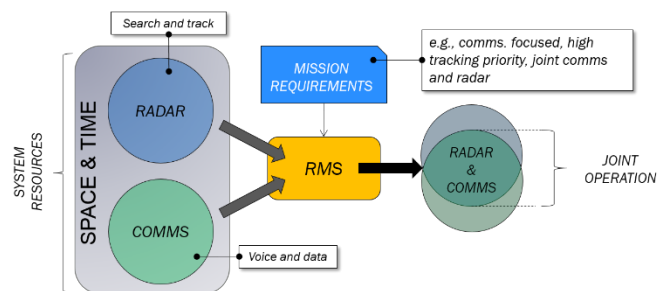 Search and track
SYSTEM
RESOURCES
SPACE & TIME
RADAR
COMMS
Voice and data
MISSION
REQUIREMENTS
e.g., comms. focused, high
tracking priority, joint comms
and radar
RMS
RADAR
&
COMMS
JOINT
OPERATION